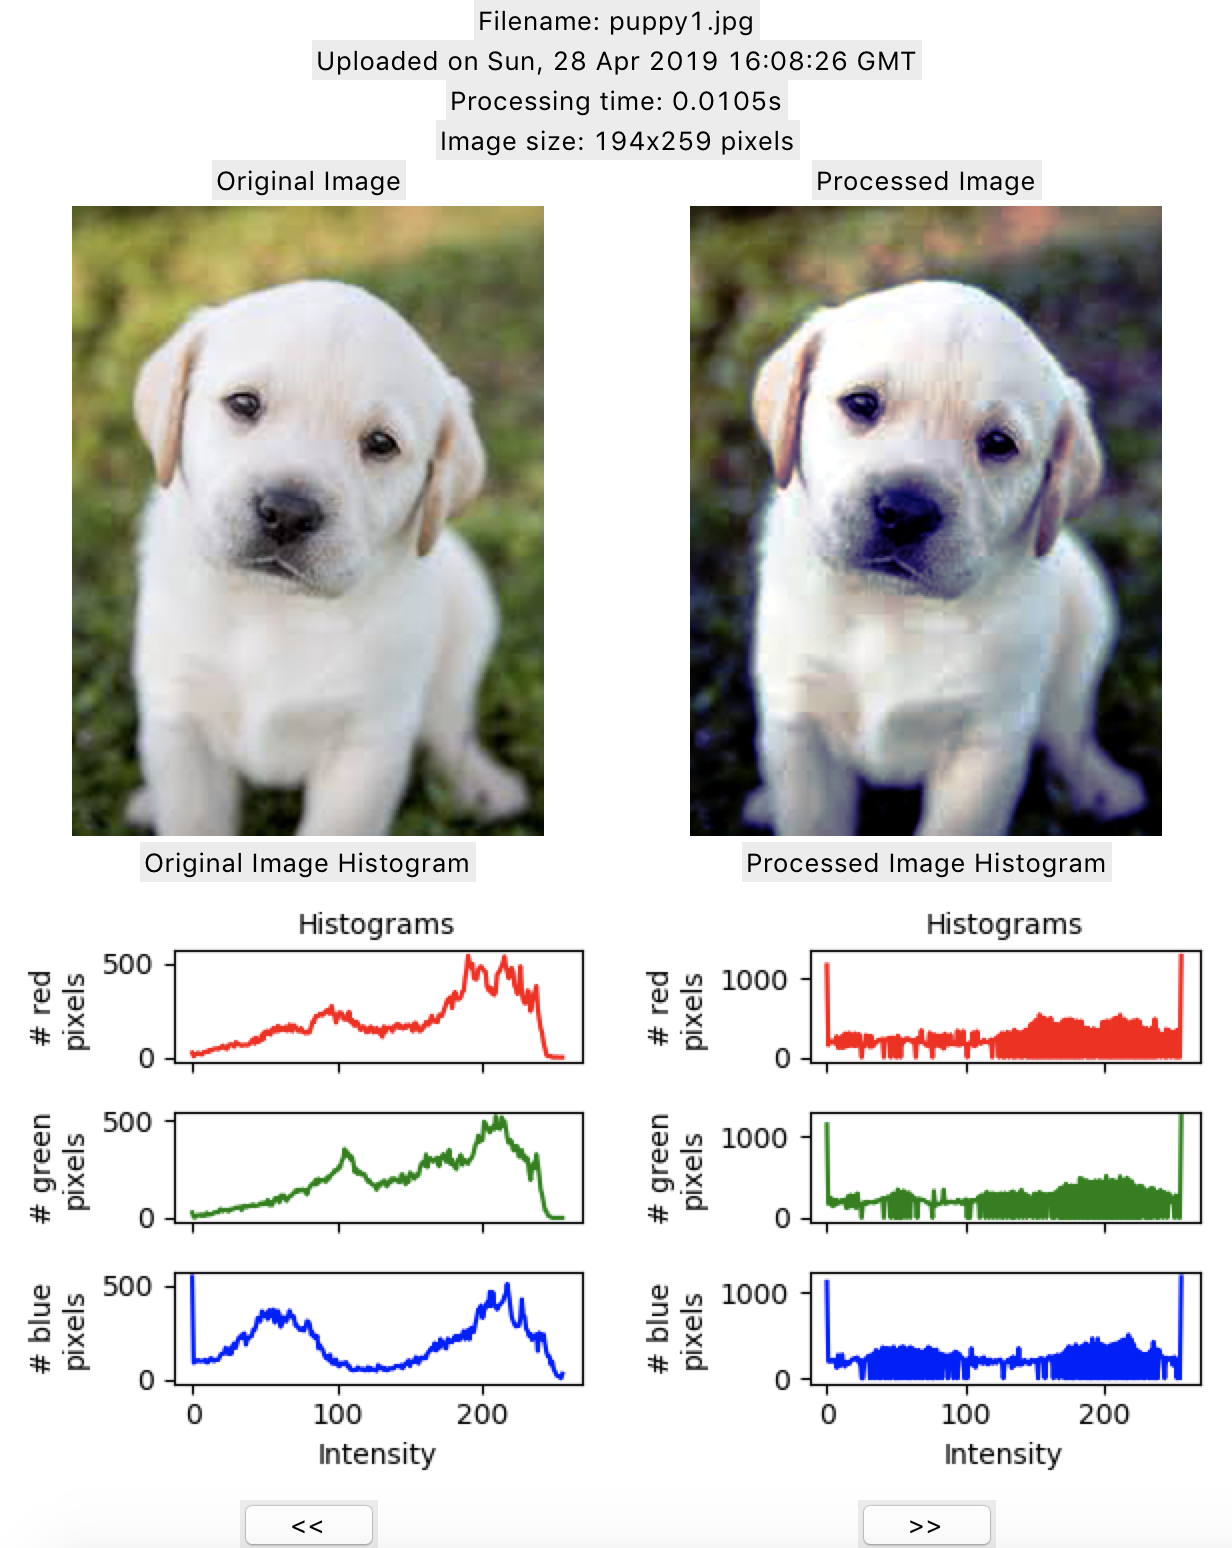 Filename: puppy1.jpg
Uploaded on Sun, 28 Apr 2019 16:08:26 GMT
Processing time: 0.0105s
Image size: 194x259 pixels
Original Image
Processed Image
Original Image Histogram
Processed Image Histogram
Histograms
# red
pixels
500
0
# green
pixels
500
0
# blue
pixels
500
0
0 100 200
Intensity
Histograms
# red
pixels
1000
0
# green
pixels
1000
0
# blue
pixels
1000
0
0 100 200
Intensity
<<
>>